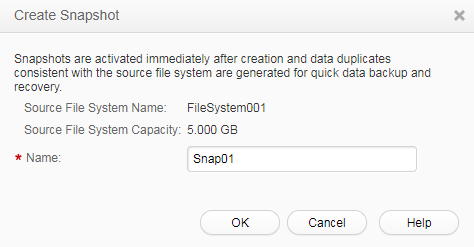 Create Snapshot
Snapshots are activated immediately after creation and data duplicates
consistent with the source file system are generated for quick data backup and
recovery.
Source File System Name: FileSystem001
Source File System Capacity: 5.000 GB
* Name: Snap01
OK Cancel Help